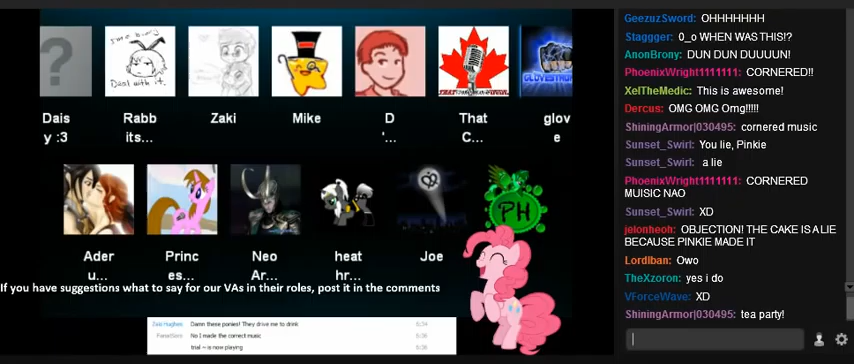 I'm a bunny
Deal with it.
?
Dais
y :3
Rabb
its...
Zaki
Mike
D
'...
That
C...
glov
e
PH
Ader
u...
Princ
es...
Neo
Ar...
heat
hr...
Joe
If you have suggestions what to say for our VAs in their roles, post it in the comments
Damn these ponies! They drive me to drink
No I made the correct music
trial ~ is now playing
GeezuzSword: OHHHHHHH
Staggger: 0_o WHEN WAS THIS!?
AnonBrony: DUN DUN DUUUUN!
PhoenixWright1111111: CORNERED!!
XelTheMedic: This is awesome!
Dercus: OMG OMG Omg!!!!!
ShiningArmor|030495: cornered music
Sunset_Swirl: You lie, Pinkie
Sunset_Swirl: a lie
PhoenixWright1111111: CORNERED
MUISIC NAO
Sunset_Swirl: XD
jelonheoh: OBJECTION! THE CAKE IS A LIE
BECAUSE PINKIE MADE IT
LordIban: Owo
TheXzoron: yes i do
VForceWave: XD
ShiningArmor|030495: tea party!